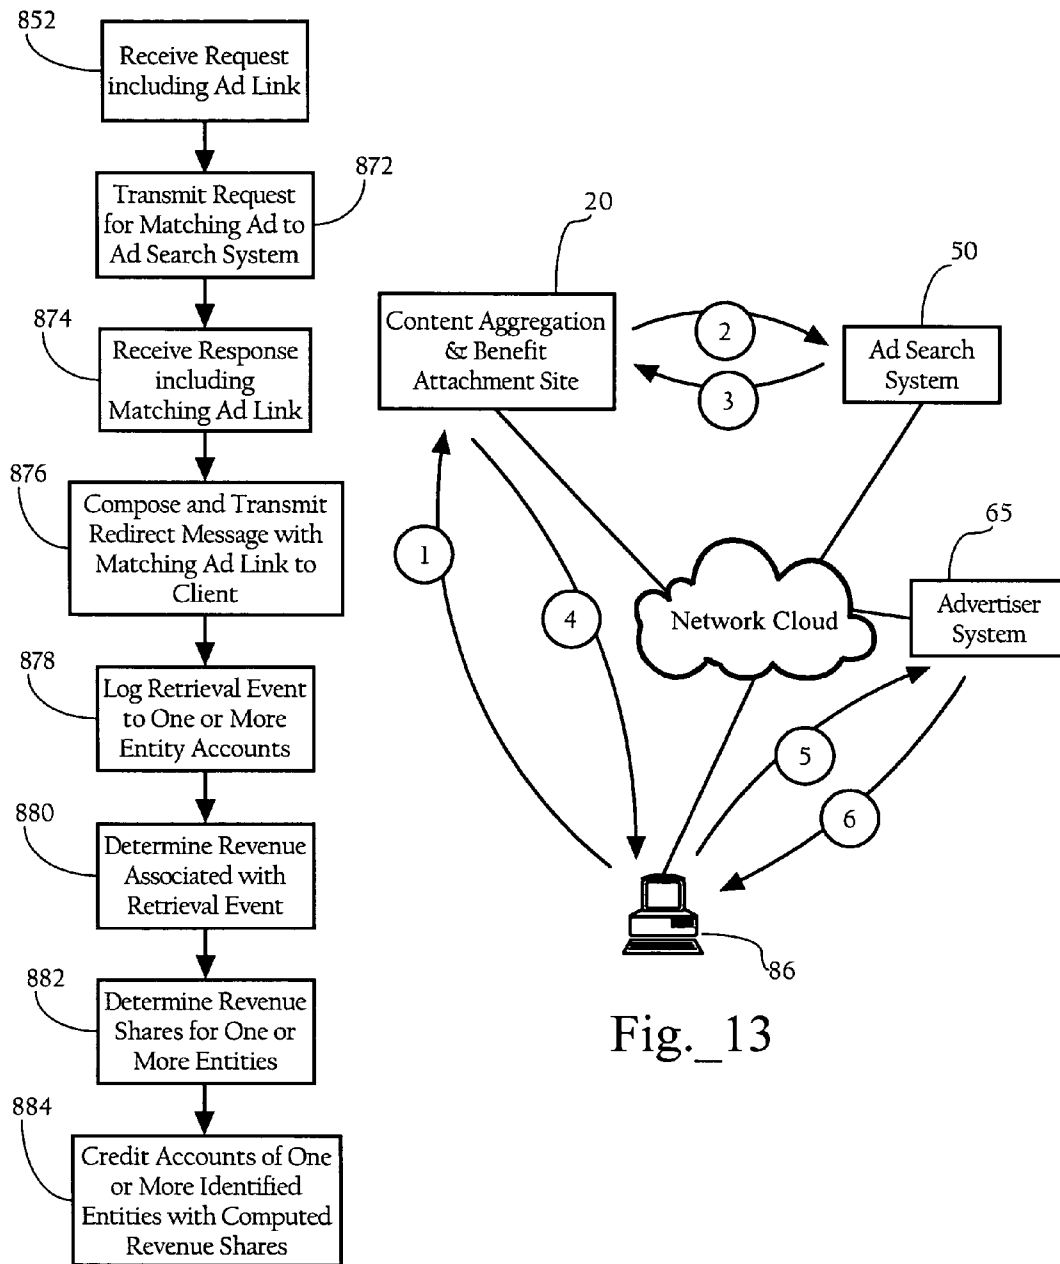 852
Receive Request
including Ad Link
872
Transmit Request
for Matching Ad to
Ad Search System
874
Receive Response
including
Matching Ad Link
876
Compose and Transmit
Redirect Message with
Matching Ad Link to
Client
878
Log Retrieval Event
to One or More
Entity Accounts
880
Determine Revenue
Associated with
Retrieval Event
882
Determine Revenue
Shares for One or
More Entities
884
Credit Accounts of One
or More Identified
Entities with Computed
Revenue Shares
20
Content Aggregation
& Benefit
Attachment Site
2
3
50
Ad Search
System
1
4
Network Cloud
65
Advertiser
System
5
6
86
Fig._13